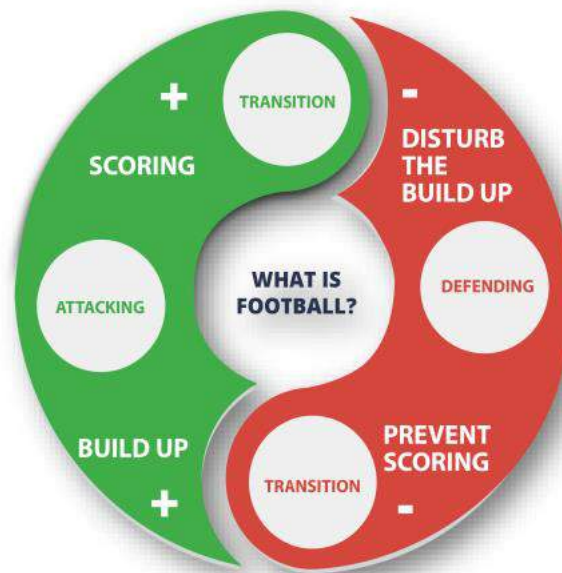 +
TRANSITION
SCORING
ATTACKING
BUILD UP
+
WHAT IS
FOOTBALL?
-
DISTURB
THE
BUILD UP
DEFENDING
PREVENT
SCORING
TRANSITION
-